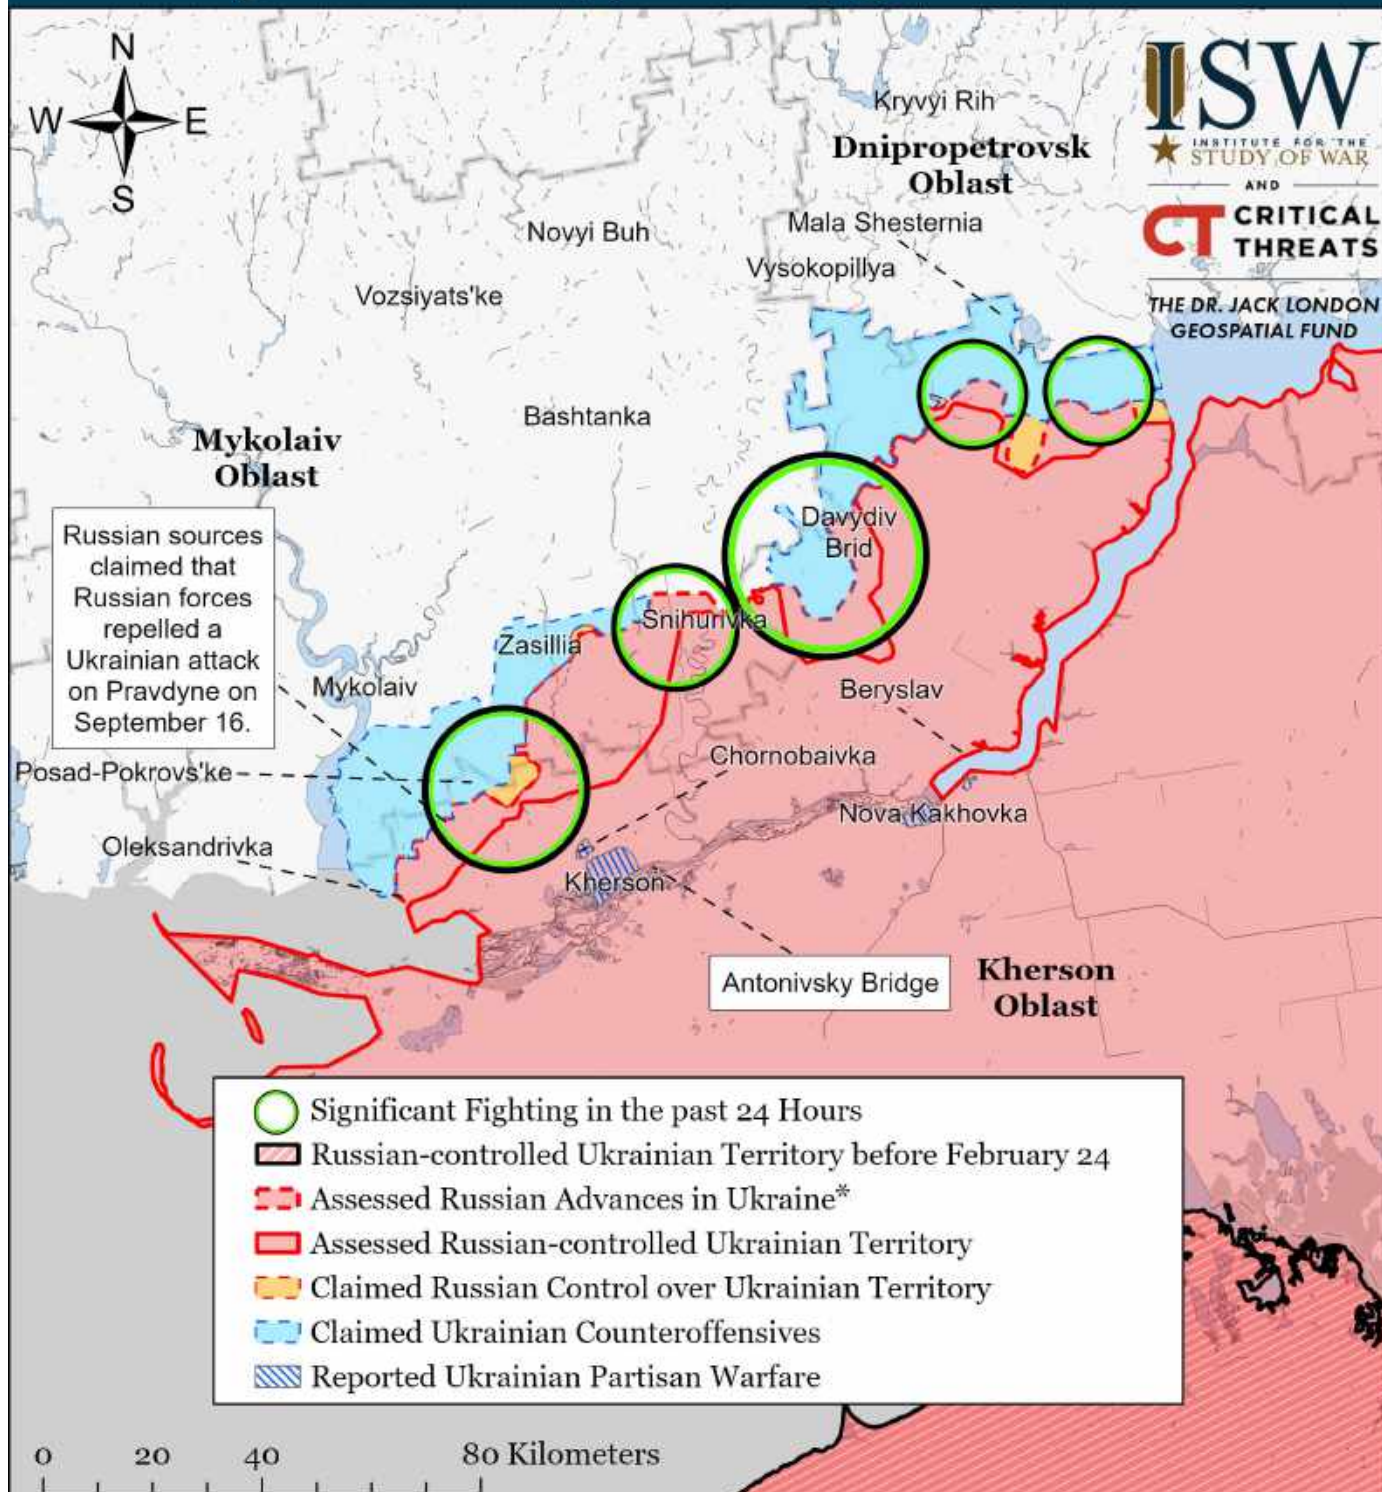 N
W E
S
ISW
INSTITUTE FOR THE
STUDY OF WAR
AND
CT CRITICAL
THREATS
THE DR. JACK LONDON
GEOSPATIAL FUND
Kryvyi Rih
Dnipropetrovsk
Oblast
Mala Shesternia
Novyi Buh
Vysokopillya
Vozsiyats'ke
Bashtanka
Mykolaiv
Oblast
Russian sources
claimed that
Russian forces
repelled a
Ukrainian attack
on Pravdyne on
September 16.
Davydiv
Brid
Snihurivka
Zasillia
Mykolaiv
Beryslav
Chornobaivka
Posad-Pokrovs'ke
Nova Kakhovka
Oleksandrivka
Kherson
Antonivsky Bridge
Kherson
Oblast
Significant Fighting in the past 24 Hours
Russian-controlled Ukrainian Territory before February 24
Assessed Russian Advances in Ukraine*
Assessed Russian-controlled Ukrainian Territory
Claimed Russian Control over Ukrainian Territory
Claimed Ukrainian Counteroffensives
Reported Ukrainian Partisan Warfare
0 20 40 80 Kilometers